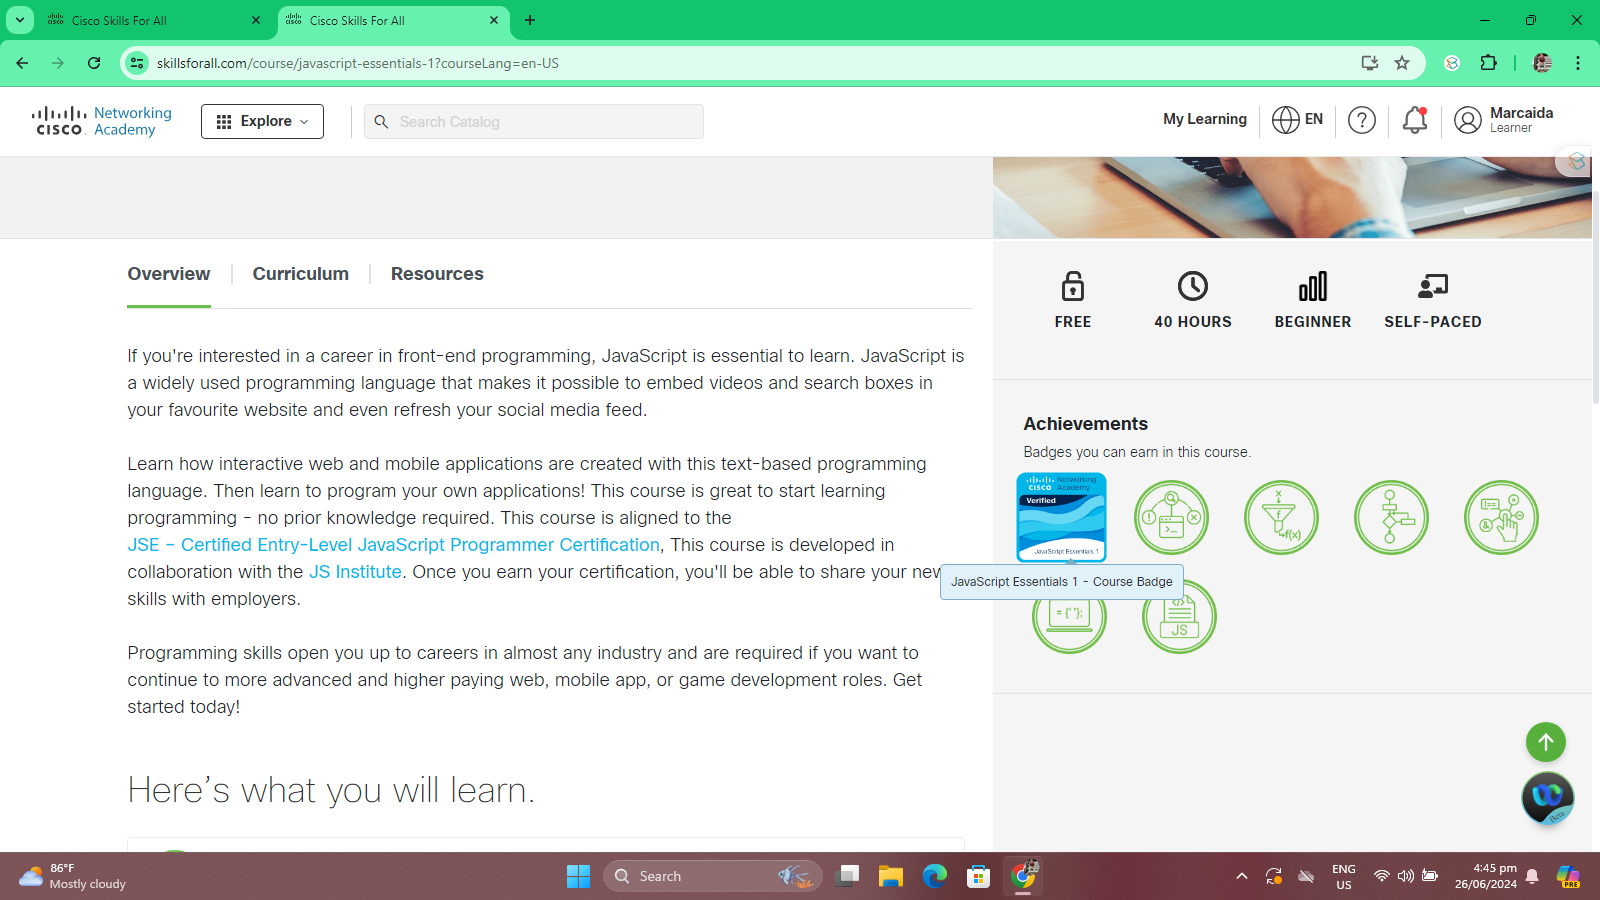 Cisco Skills For All
Cisco Skills For All
skillsforall.com/course/javascript-essentials-1?courseLang=en-US
CISCO Networking Academy
Explore
Search Catalog
My Learning
EN
Marcaida
Learner
Overview
Curriculum
Resources
FREE
40 HOURS
BEGINNER
SELF-PACED
If you're interested in a career in front-end programming, JavaScript is essential to learn. JavaScript is
a widely used programming language that makes it possible to embed videos and search boxes in
your favourite website and even refresh your social media feed.
Learn how interactive web and mobile applications are created with this text-based programming
language. Then learn to program your own applications! This course is great to start learning
programming - no prior knowledge required. This course is aligned to the
JSE – Certified Entry-Level JavaScript Programmer Certification, This course is developed in
collaboration with the JS Institute. Once you earn your certification, you'll be able to share your new
skills with employers.
Programming skills open you up to careers in almost any industry and are required if you want to
continue to more advanced and higher paying web, mobile app, or game development roles. Get
started today!
Here's what you will learn.
Achievements
Badges you can earn in this course.
CISCO Networking Academy
Verified
JavaScript Essentials 1
x
f
f(x)
&
JavaScript Essentials 1 - Course Badge
= {'};
</>
JS
Beta
86°F
Mostly cloudy
Search
ENG
US
4:45 pm
26/06/2024
PRE